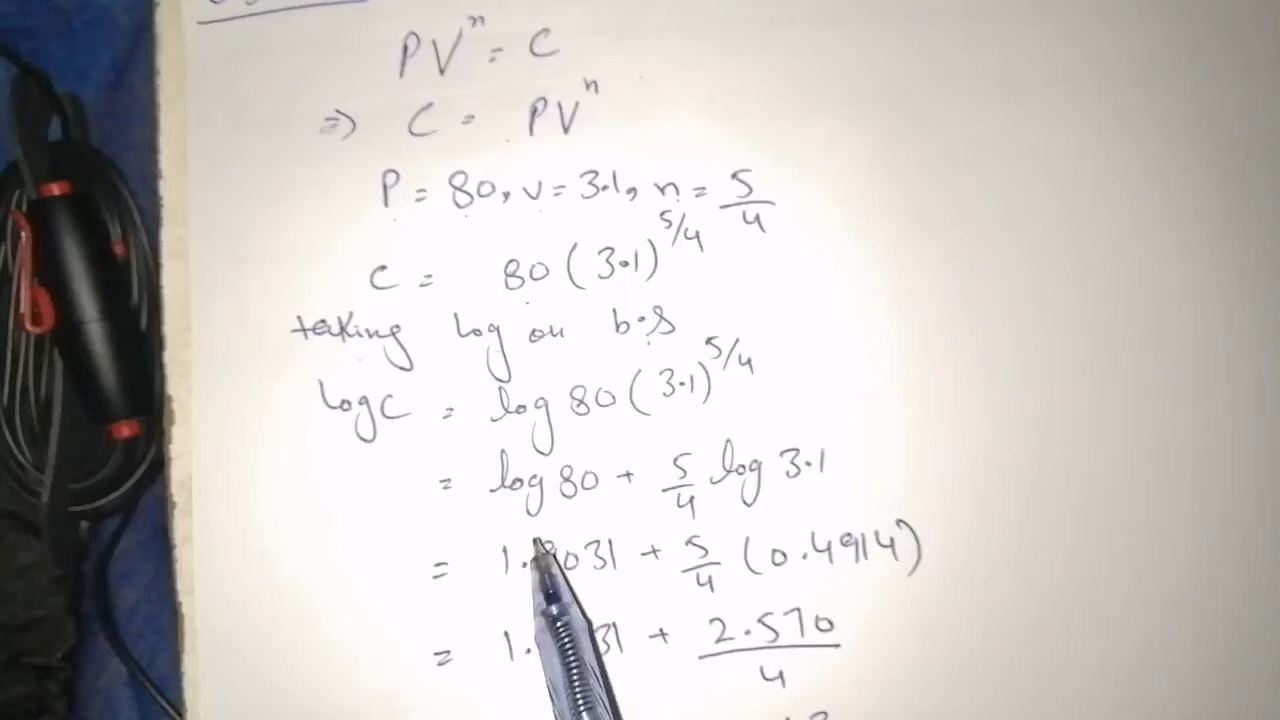 PVⁿ = C
⇒ C = PVⁿ
P = 80, v = 3.1, n = 5/4
C = 80 (3.1)^5/4
taking log on b.s
log C = log 80 (3.1)^5/4
= log 80 + 5/4 log 3.1
= 1.9031 + 5/4 (0.4914)
= 1. 31 + 2.570/4